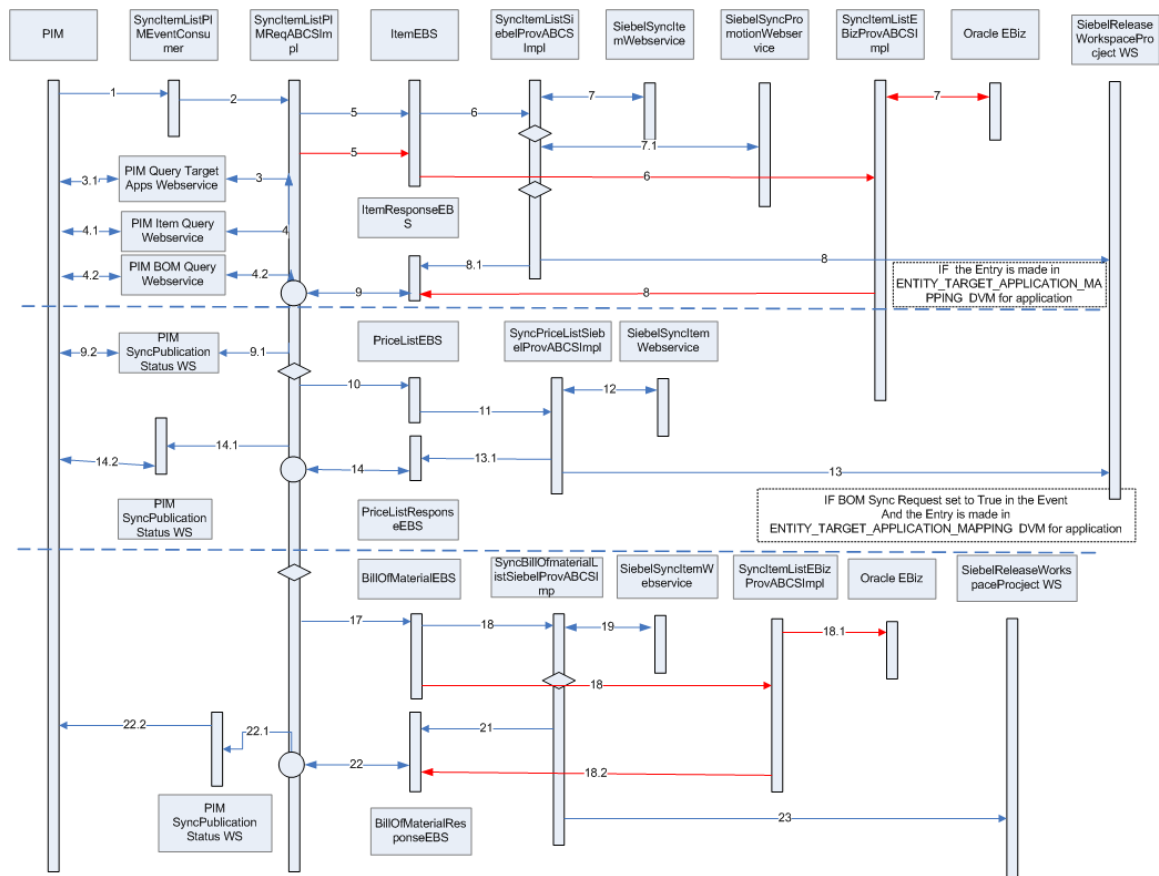 PIM
SyncItemListPI
MEventConsu
mer
SyncItemListPI
MReqABCSIm
pl
ItemEBS
SyncItemListSi
ebelProvABCS
Impl
SiebelSyncIte
mWebservice
SiebelSyncPro
motionWebser
vice
SyncItemListE
BizProvABCSI
mpl
Oracle EBiz
SiebelRelease
WorkspaceProj
ect WS
1
2
5
6
7
7
7.1
5
6
PIM Query Target
Apps Webservice
3.1
3
ItemResponseEB
S
PIM Item Query
Webservice
4.1
4
PIM BOM Query
Webservice
4.2
4.2
8.1
8
9
8
IF the Entry is made in
ENTITY_TARGET_APPLICATION_MA
PPING DVM for application
PIM
SyncPublication
Status WS
9.2
9.1
PriceListEBS
SyncPriceListSieb
elProvABCSImpl
SiebelSyncItem
Webservice
10
11
12
14.1
14.2
14
13.1
13
PIM
SyncPublication
Status WS
PriceListRespon
seEBS
IF BOM Sync Request set to True in the Event
And the Entry is made in
ENTITY_TARGET_APPLICATION_MAPPING DVM for application
BillOfMaterialEBS
SyncBillOfmaterialL
istSiebelProvABCSI
mp
SiebelSyncItemW
ebservice
SyncItemListEBiz
ProvABCSImpl
Oracle EBiz
SiebelReleaseWorks
paceProcject WS
17
18
19
18.1
18
22.2
22.1
21
22
18.2
PIM
SyncPublication
Status WS
BillOfMaterialRes
ponseEBS
23